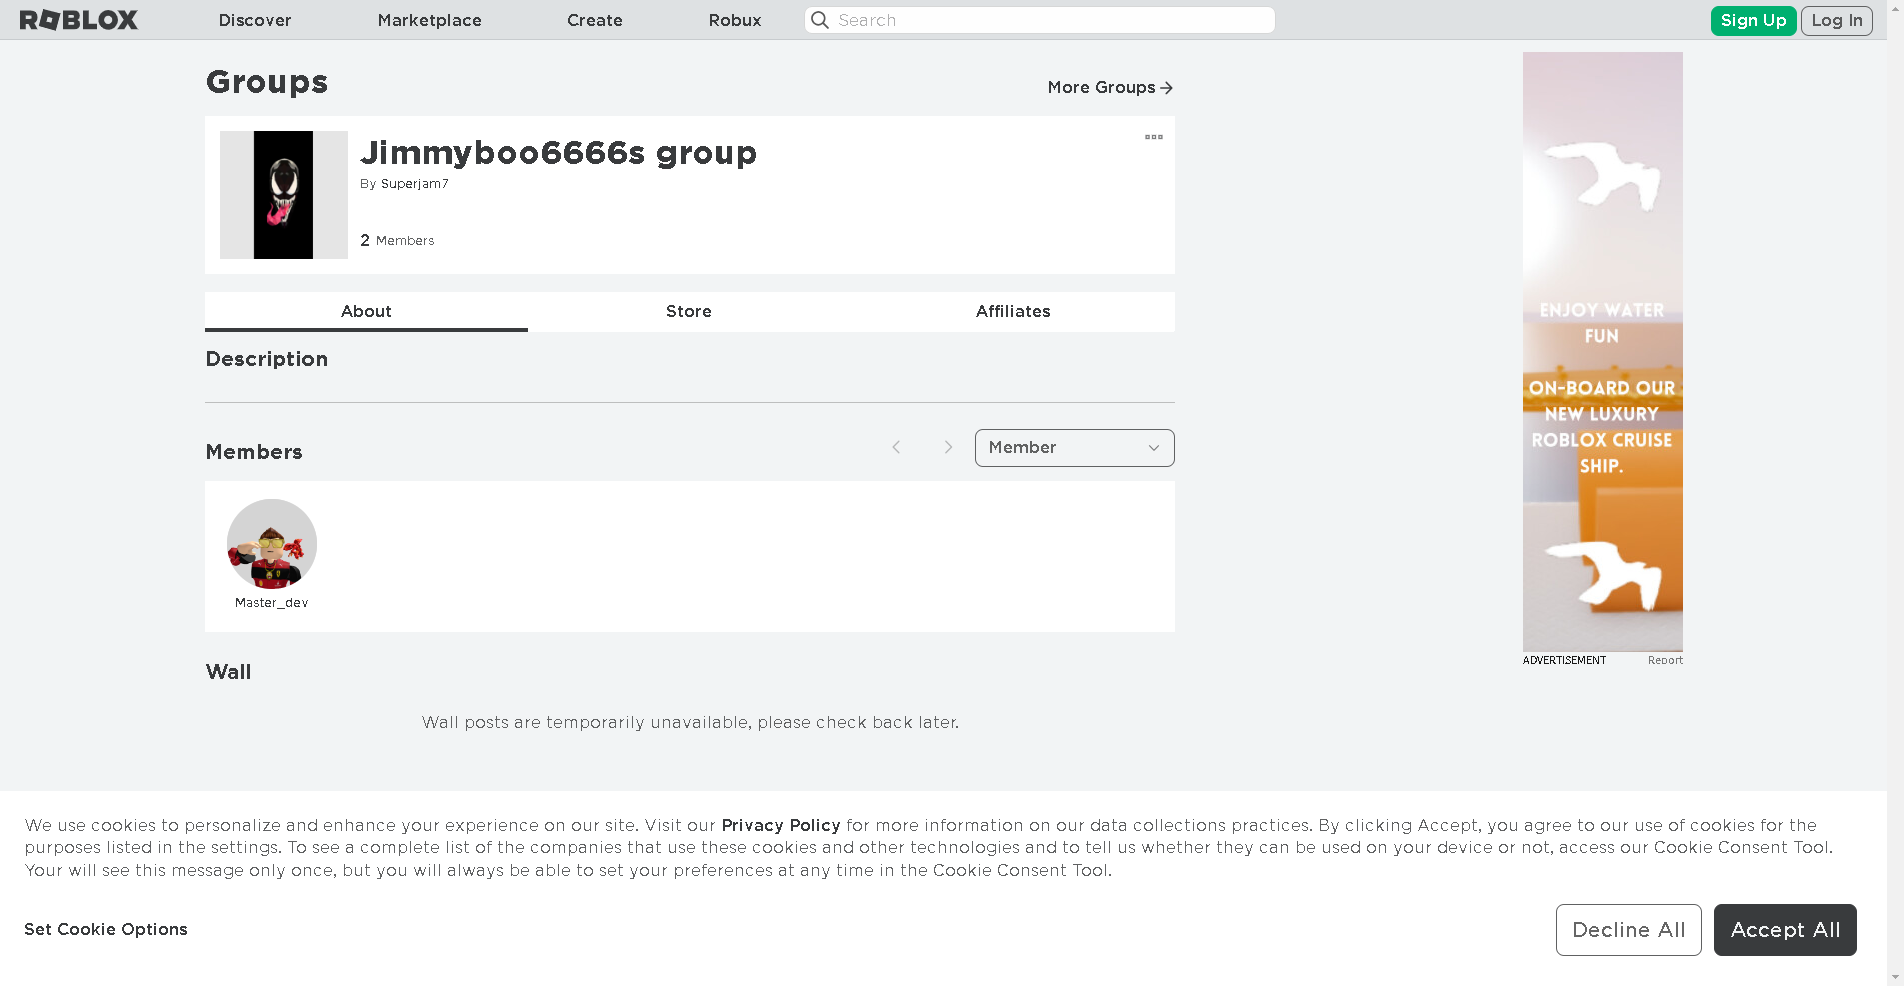 ROBLOX
Discover
Marketplace
Create
Robux
Search
Sign Up
Log In
Groups
More Groups
Jimmyboo6666s group
By Superjam7
2 Members
About
Store
Affiliates
Description
Members
Member
Master_dev
Wall
Wall posts are temporarily unavailable, please check back later.
ENJOY WATER
FUN
ON-BOARD OUR
NEW LUXURY
ROBLOX CRUISE
SHIP.
ADVERTISEMENT
Report
We use cookies to personalize and enhance your experience on our site. Visit our Privacy Policy for more information on our data collections practices. By clicking Accept, you agree to our use of cookies for the
purposes listed in the settings. To see a complete list of the companies that use these cookies and other technologies and to tell us whether they can be used on your device or not, access our Cookie Consent Tool.
Your will see this message only once, but you will always be able to set your preferences at any time in the Cookie Consent Tool.
Set Cookie Options
Decline All
Accept All